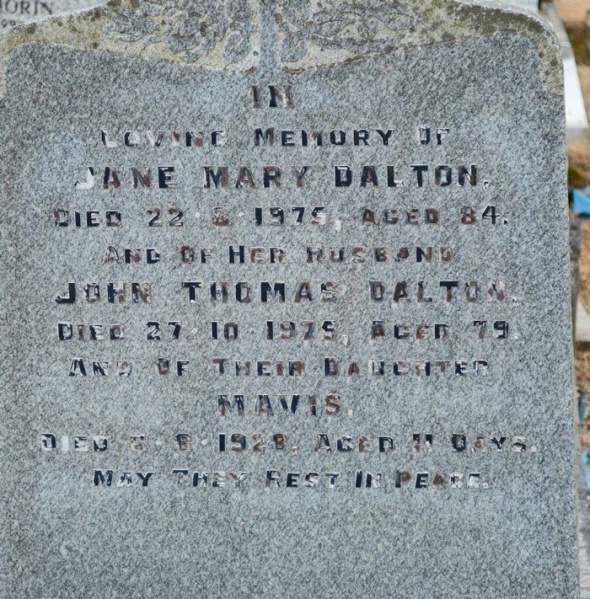 IN
LOVING MEMORY OF
JANE MARY DALTON.
DIED 22 · 8 · 1975, AGED 84.
AND OF HER HUSBAND
JOHN THOMAS DALTON.
DIED 27 · 10 · 1975, AGED 79.
AND OF THEIR DAUGHTER
MAVIS.
DIED 8 · 1928, AGED 11 DAYS.
MAY THEY REST IN PEACE.